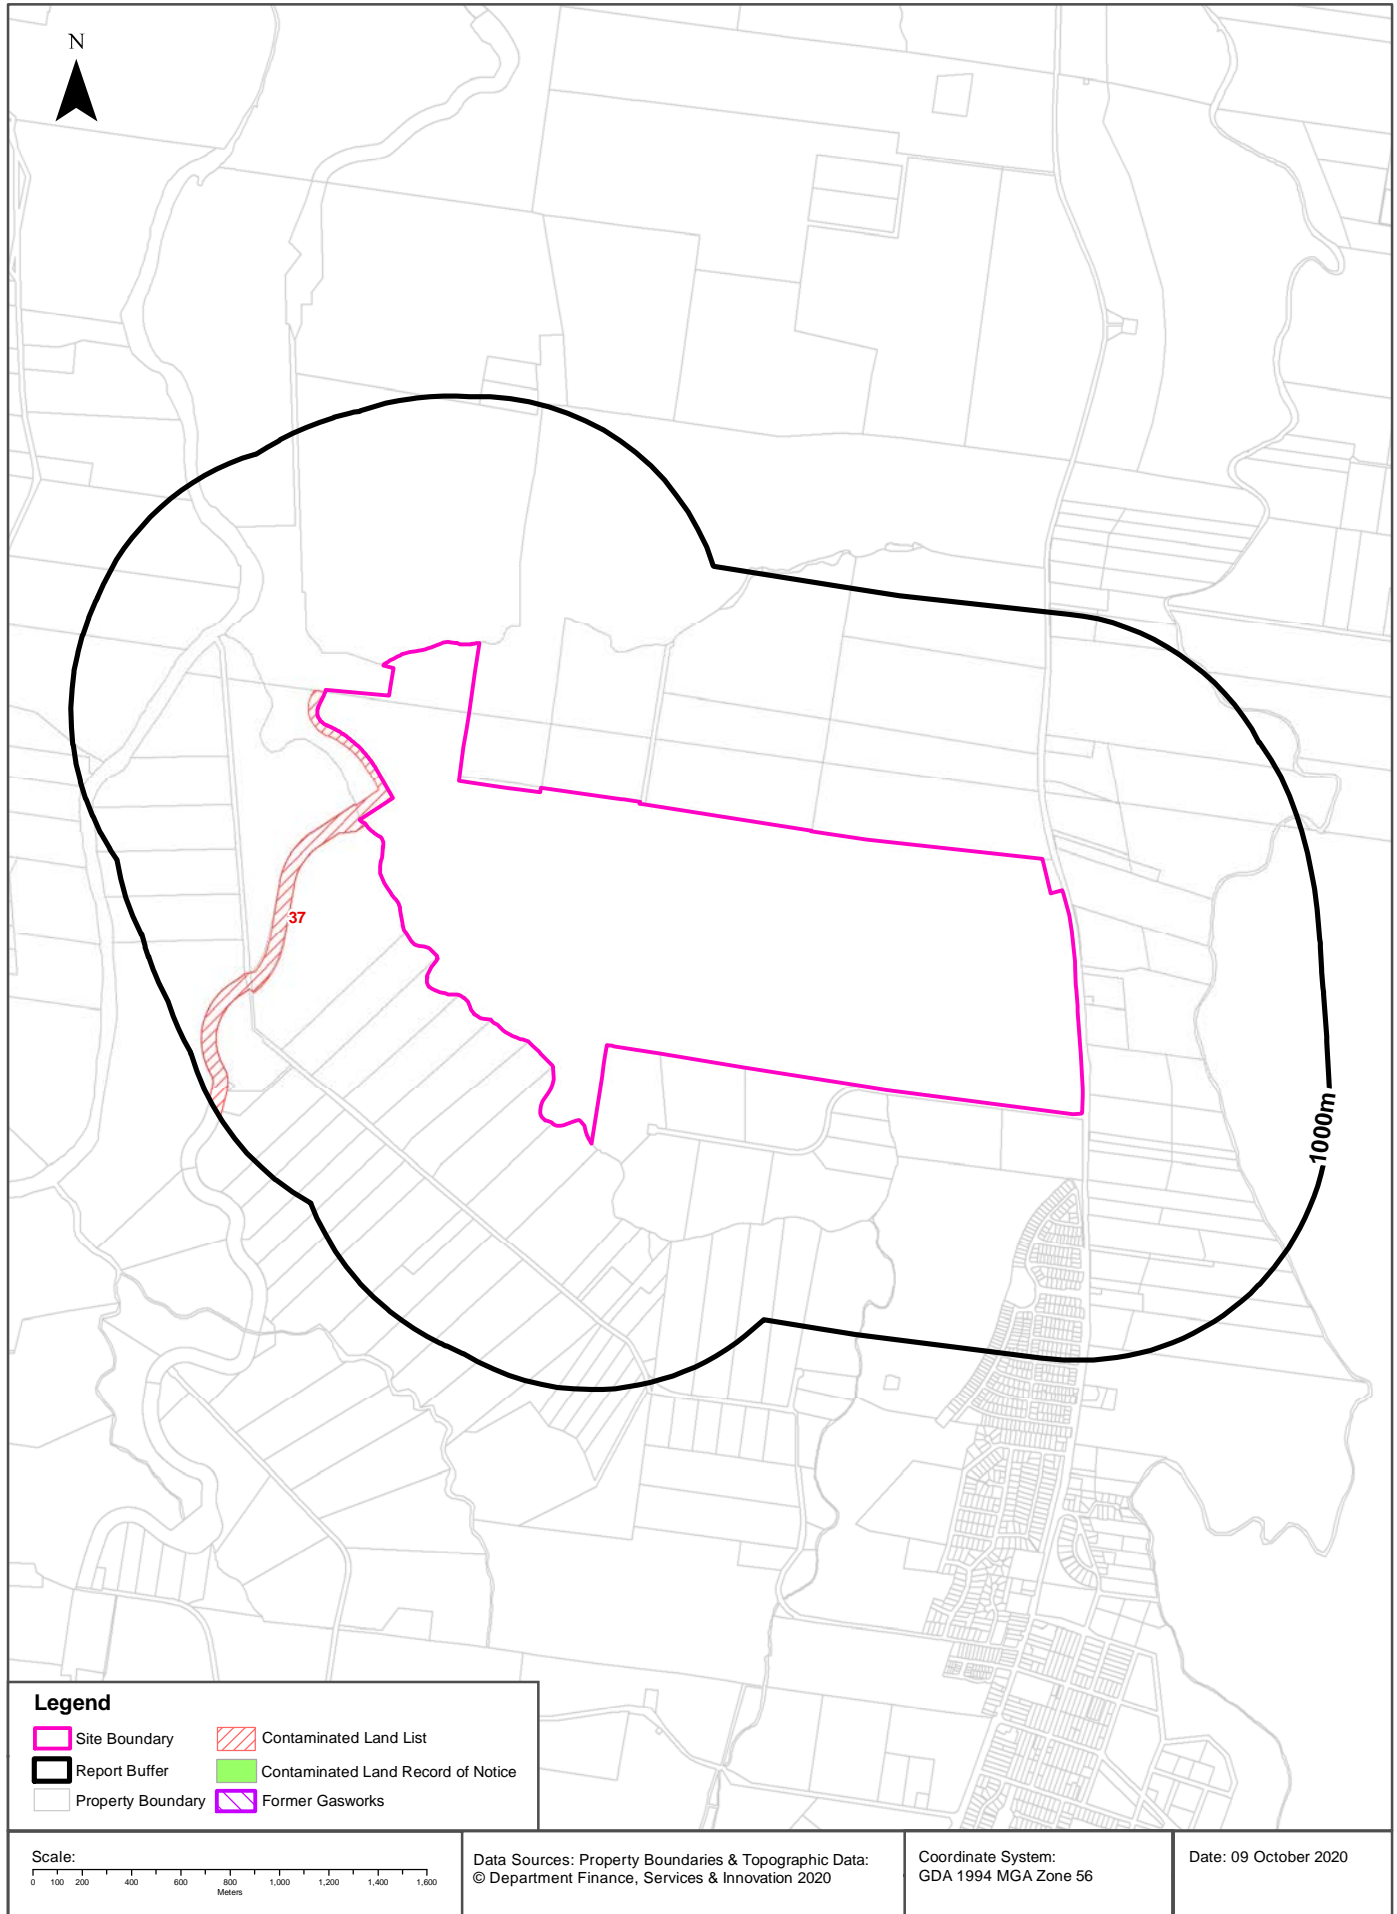 N
37
1000m
Legend
Site Boundary
Contaminated Land List
Report Buffer
Contaminated Land Record of Notice
Property Boundary
Former Gasworks
Scale:
0 100 200 400 600 800 1,000 1,200 1,400 1,600
Meters
Data Sources: Property Boundaries & Topographic Data:
© Department Finance, Services & Innovation 2020
Coordinate System:
GDA 1994 MGA Zone 56
Date: 09 October 2020